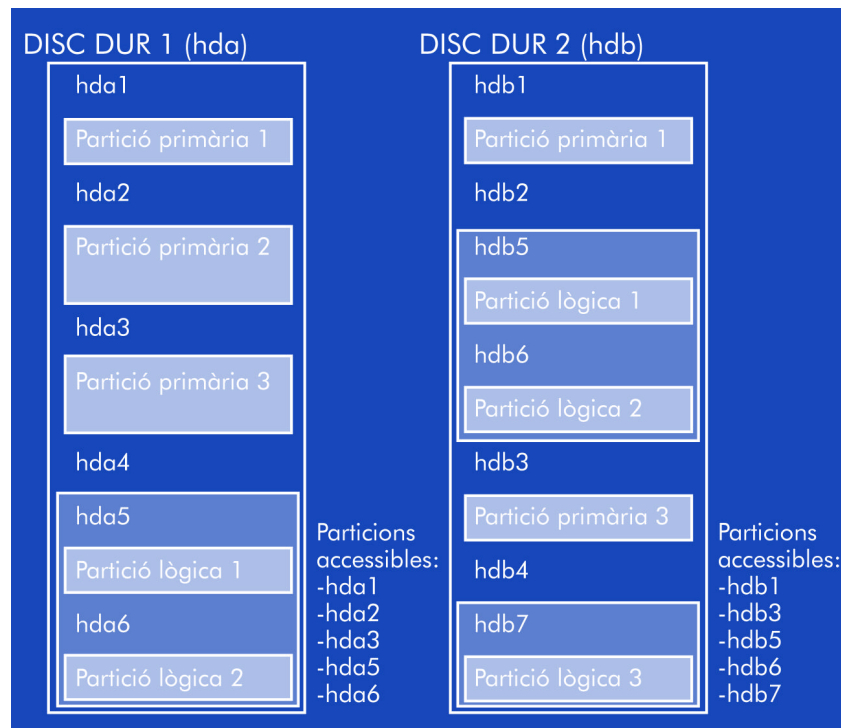 DISC DUR 1 (hda)
hda1
Partició primària 1
hda2
Partició primària 2
hda3
Partició primària 3
hda4
hda5
Partició lògica 1
hda6
Partició lògica 2
Particions
accessibles:
-hda1
-hda2
-hda3
-hda5
-hda6
DISC DUR 2 (hdb)
hdb1
Partició primària 1
hdb2
hdb5
Partició lògica 1
hdb6
Partició lògica 2
hdb3
Partició primària 3
hdb4
hdb7
Partició lògica 3
Particions
accessibles:
-hdb1
-hdb3
-hdb5
-hdb6
-hdb7